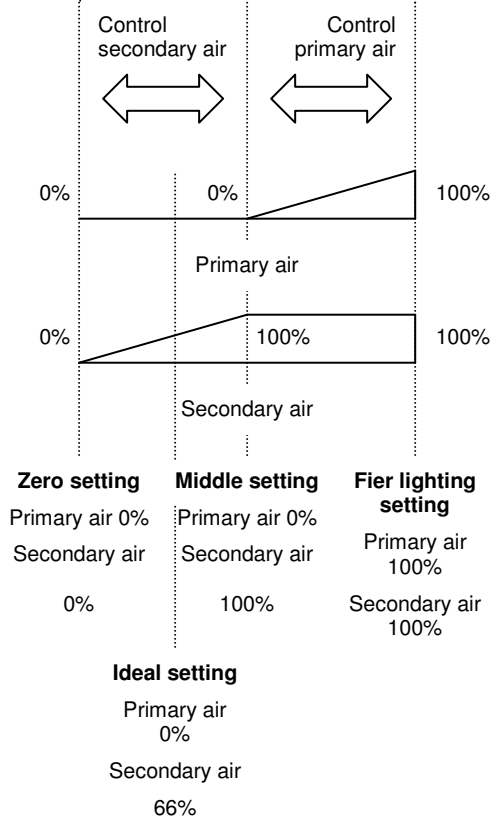 Control
secondary air
Control
primary air
0%
0%
100%
Primary air
0%
100%
100%
Secondary air
Zero setting
Primary air 0%
Secondary air
0%
Middle setting
Primary air 0%
Secondary air
100%
Fier lighting
setting
Primary air
100%
Secondary air
100%
Ideal setting
Primary air
0%
Secondary air
66%